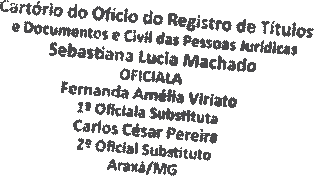 Cartório do Ofício do Registro de Títulos
e Documentos e Civil das Pessoas Jurídicas
Sebastiana Lucia Machado
OFICIALA
Fernanda Amélia Viriato
1ª Oficiala Substituta
Carlos César Pereira
2º Oficial Substituto
Araxá/MG